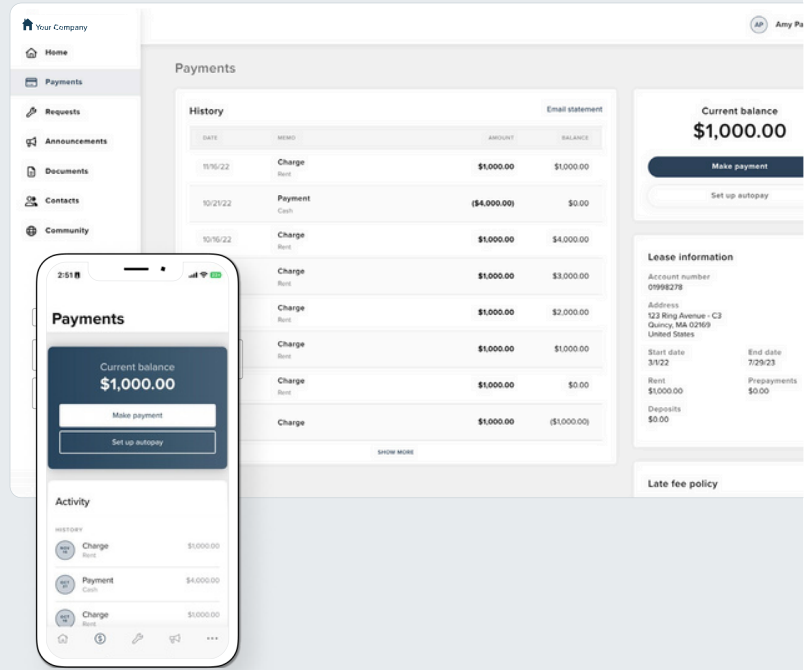 Your Company
AP Amy Pa
Home
Payments
Requests
Announcements
Documents
Contacts
Community
Payments
History Email statement
DATE MEMO AMOUNT BALANCE
11/16/22 Charge $1,000.00 $1,000.00
Rent
10/21/22 Payment ($4,000.00) $0.00
Cash
10/16/22 Charge $1,000.00 $4,000.00
Rent
Charge $1,000.00 $3,000.00
Rent
Charge $1,000.00 $2,000.00
Rent
Charge $1,000.00 $1,000.00
Rent
Charge $1,000.00 $0.00
Rent
Charge $1,000.00 ($1,000.00)
SHOW MORE
Current balance
$1,000.00
Make payment
Set up autopay
Lease information
Account number
01998278
Address
123 Ring Avenue - C3
Quincy, MA 02169
United States
Start date End date
3/1/22 7/29/23
Rent Prepayments
$1,000.00 $0.00
Deposits
$0.00
Late fee policy
2:51
Payments
Current balance
$1,000.00
Make payment
Set up autopay
Activity
HISTORY
NOV
16
Charge $1,000.00
Rent
OCT
21
Payment $4,000.00
Cash
OCT
16
Charge $1,000.00
Rent